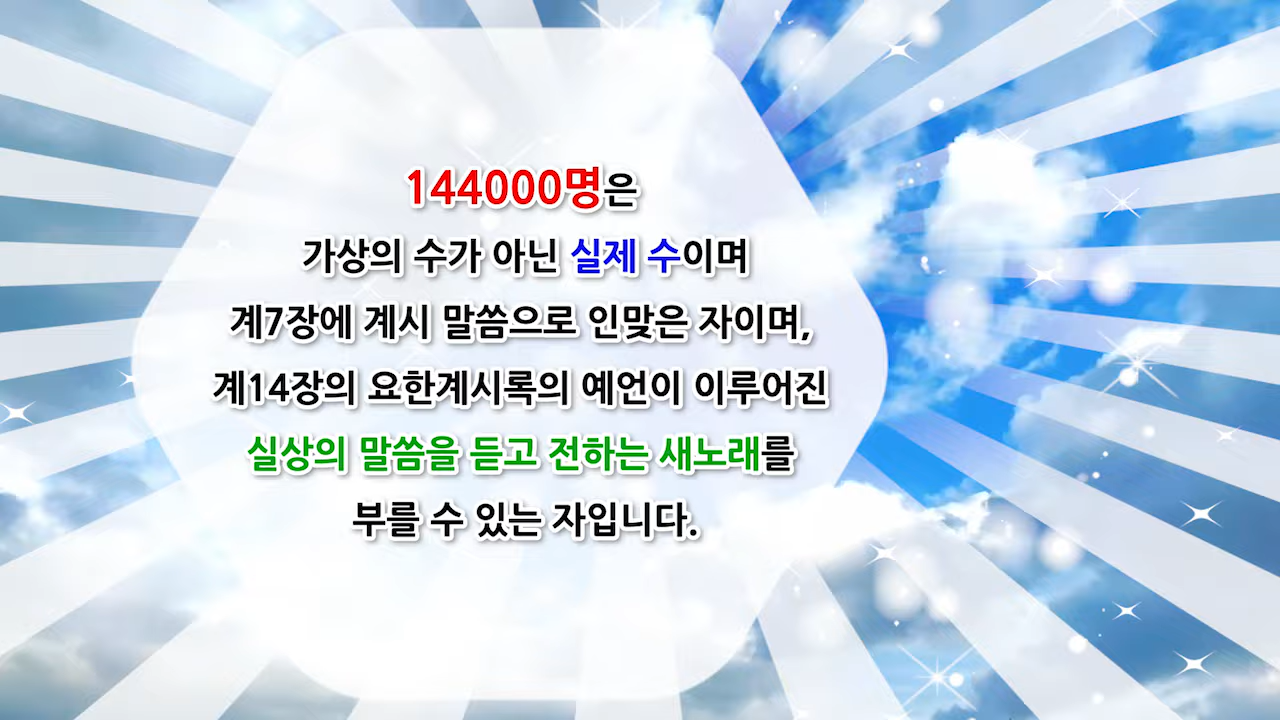 144000명은
가상의 수가 아닌 실제 수이며
계7장에 계시 말씀으로 인맞은 자이며,
계14장의 요한계시록의 예언이 이루어진
실상의 말씀을 듣고 전하는 새노래를
부를 수 있는 자입니다.